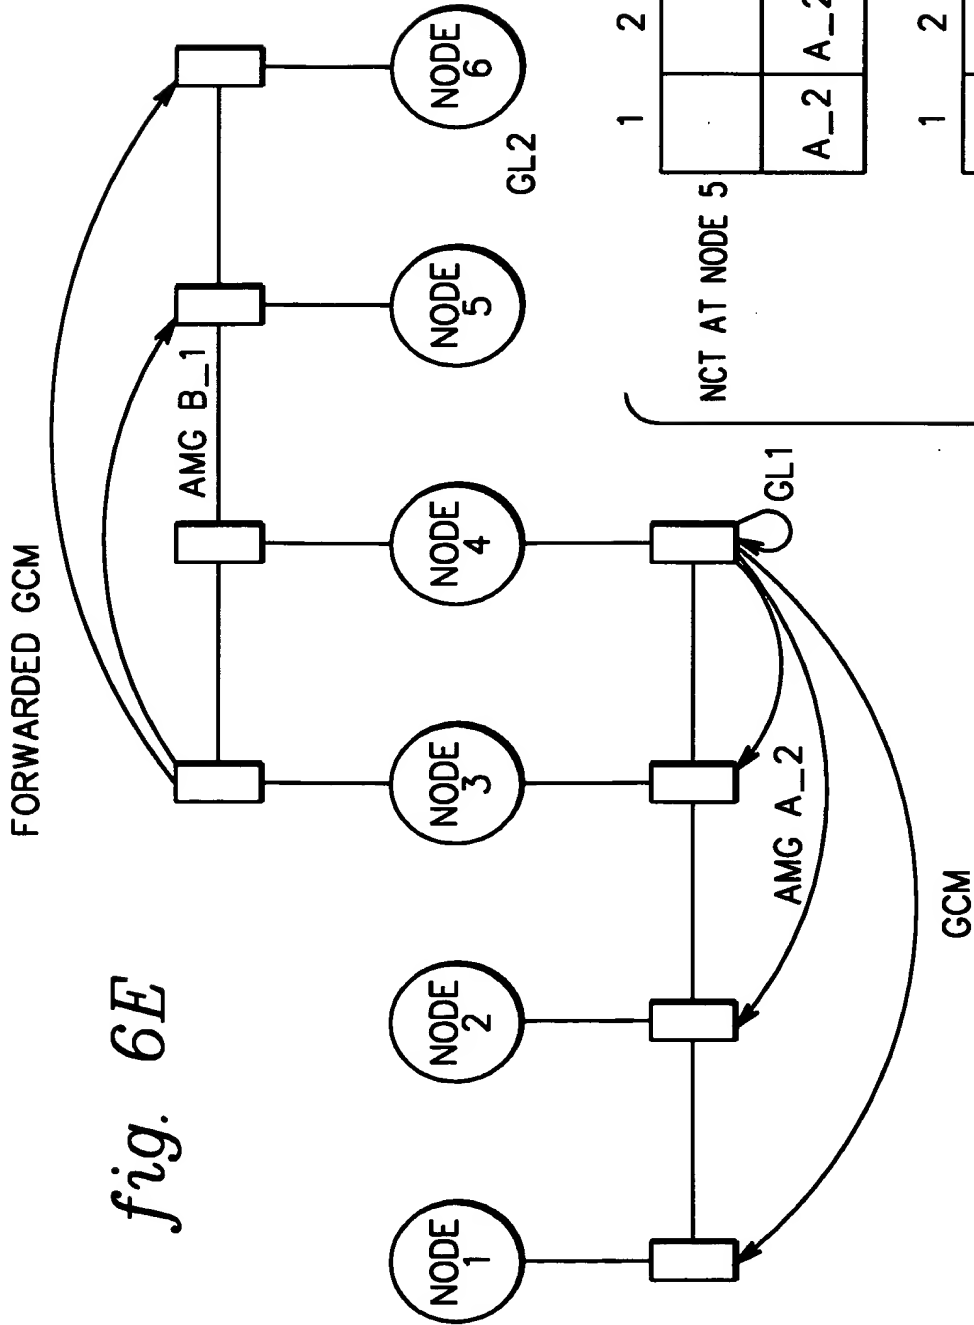 fig. 6E
FORWARDED GCM
AMG B_1
NODE
1
NODE
2
NODE
3
NODE
4
NODE
5
NODE
6
GL2
GL1
AMG A_2
GCM
NCT AT NODE 5
1
2
A_2
A_2
1
2